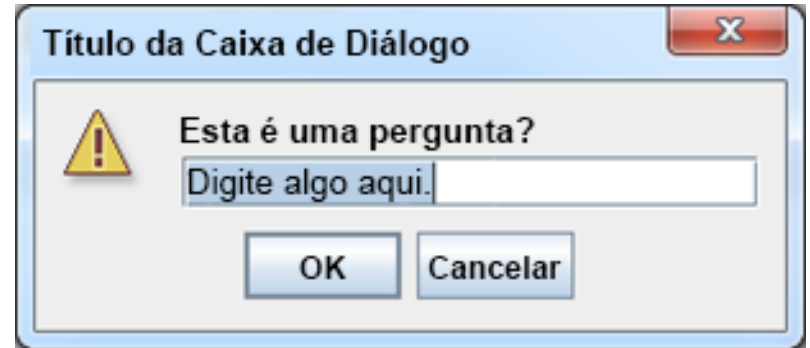 Título da Caixa de Diálogo
Esta é uma pergunta?
Digite algo aqui.
OK Cancelar